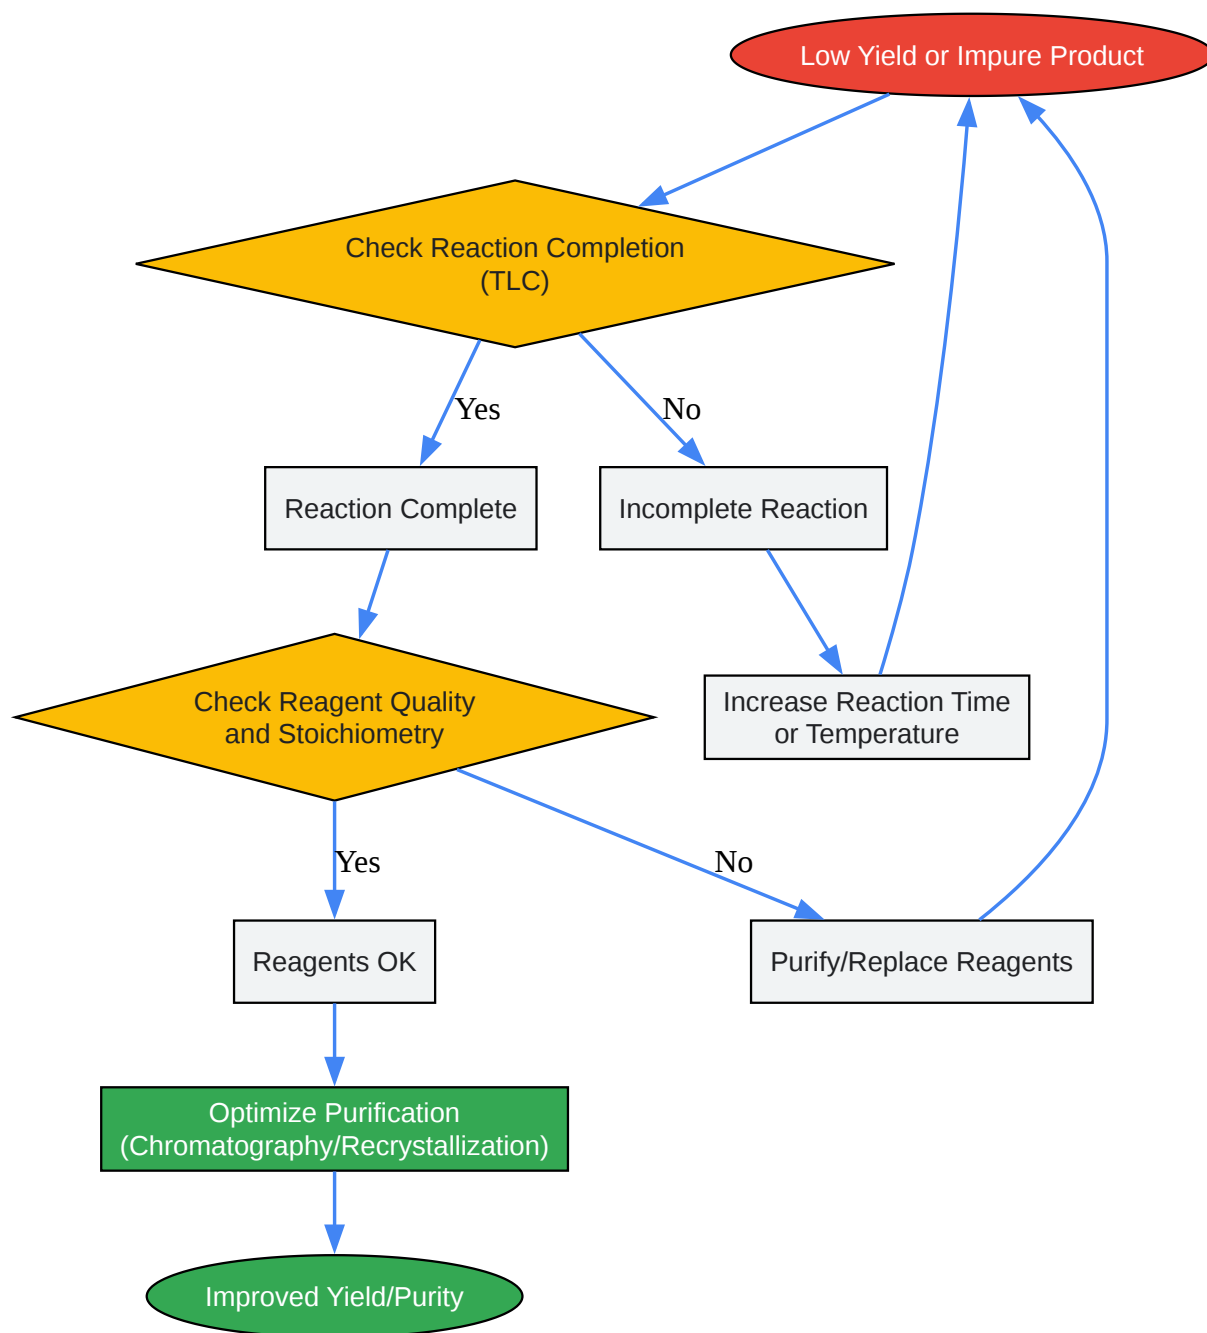 Low Yield or Impure Product
Check Reaction Completion
(TLC)
Yes
No
Reaction Complete
Incomplete Reaction
Check Reagent Quality
and Stoichiometry
Increase Reaction Time
or Temperature
Yes
No
Reagents OK
Purify/Replace Reagents
Optimize Purification
(Chromatography/Recrystallization)
Improved Yield/Purity